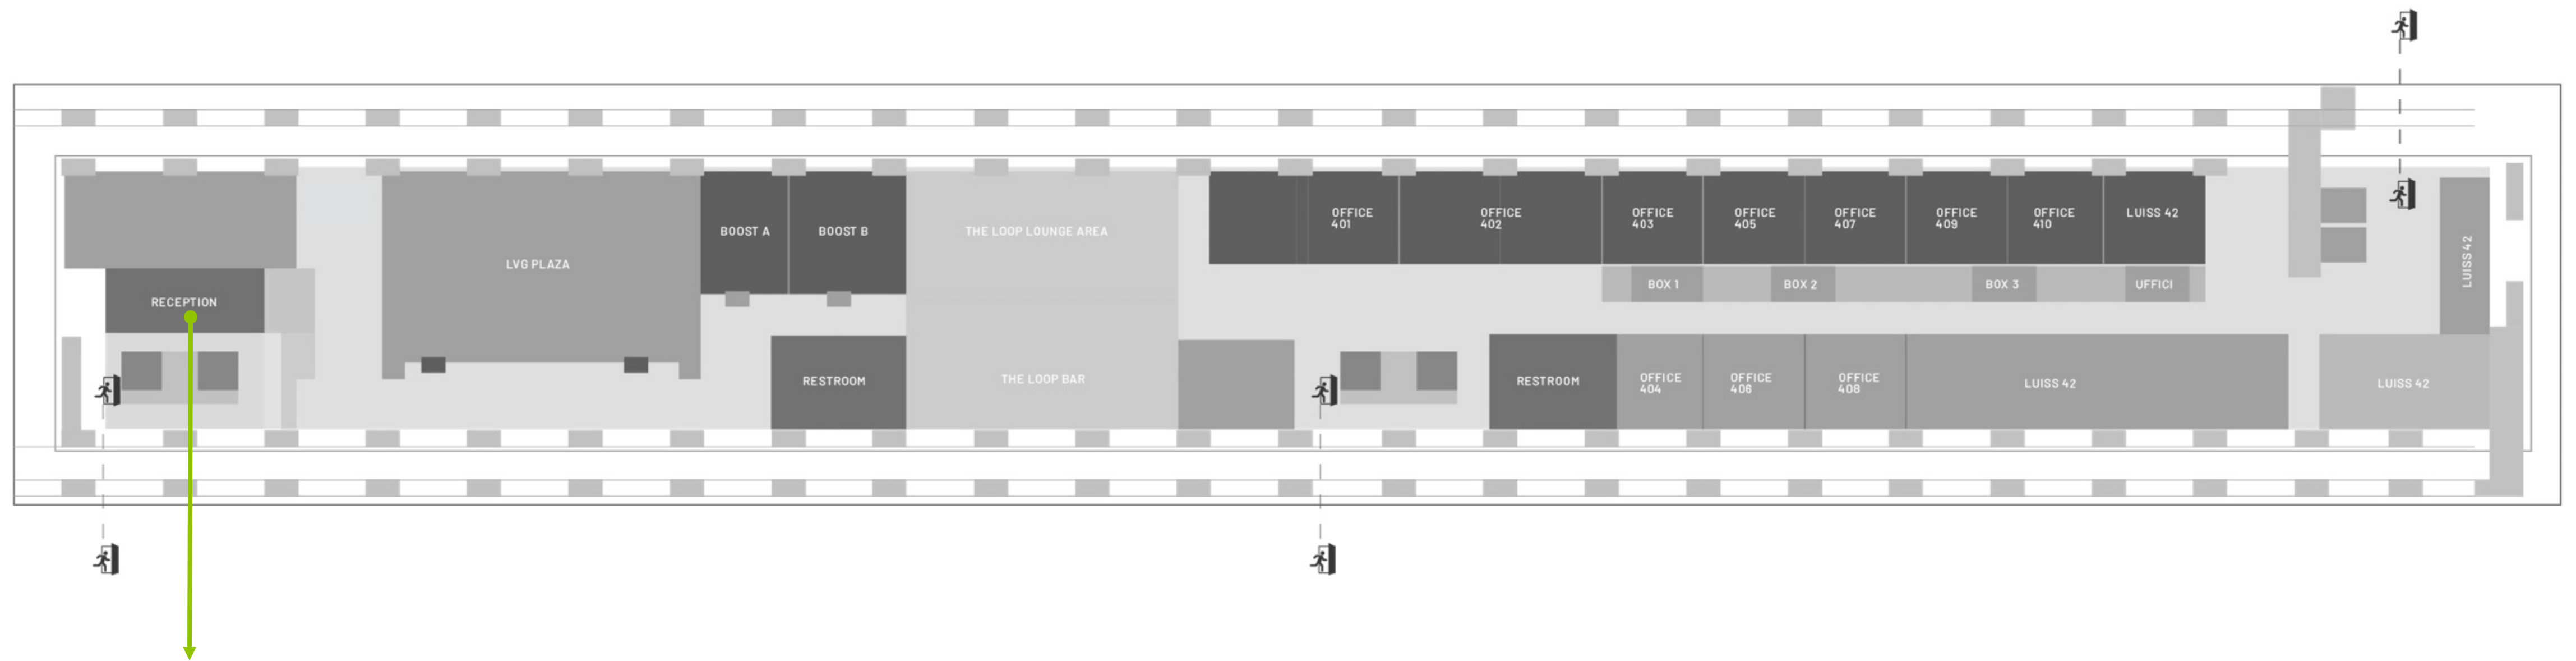 OFFICE
401
OFFICE
402
OFFICE
403
OFFICE
405
OFFICE
407
OFFICE
409
OFFICE
410
LUISS 42
BOOST A
BOOST B
THE LOOP LOUNGE AREA
LVG PLAZA
LUISS42
BOX 1
BOX 2
BOX 3
UFFICI
RECEPTION
RESTROOM
THE LOOP BAR
RESTROOM
OFFICE
404
OFFICE
406
OFFICE
408
LUISS 42
LUISS 42